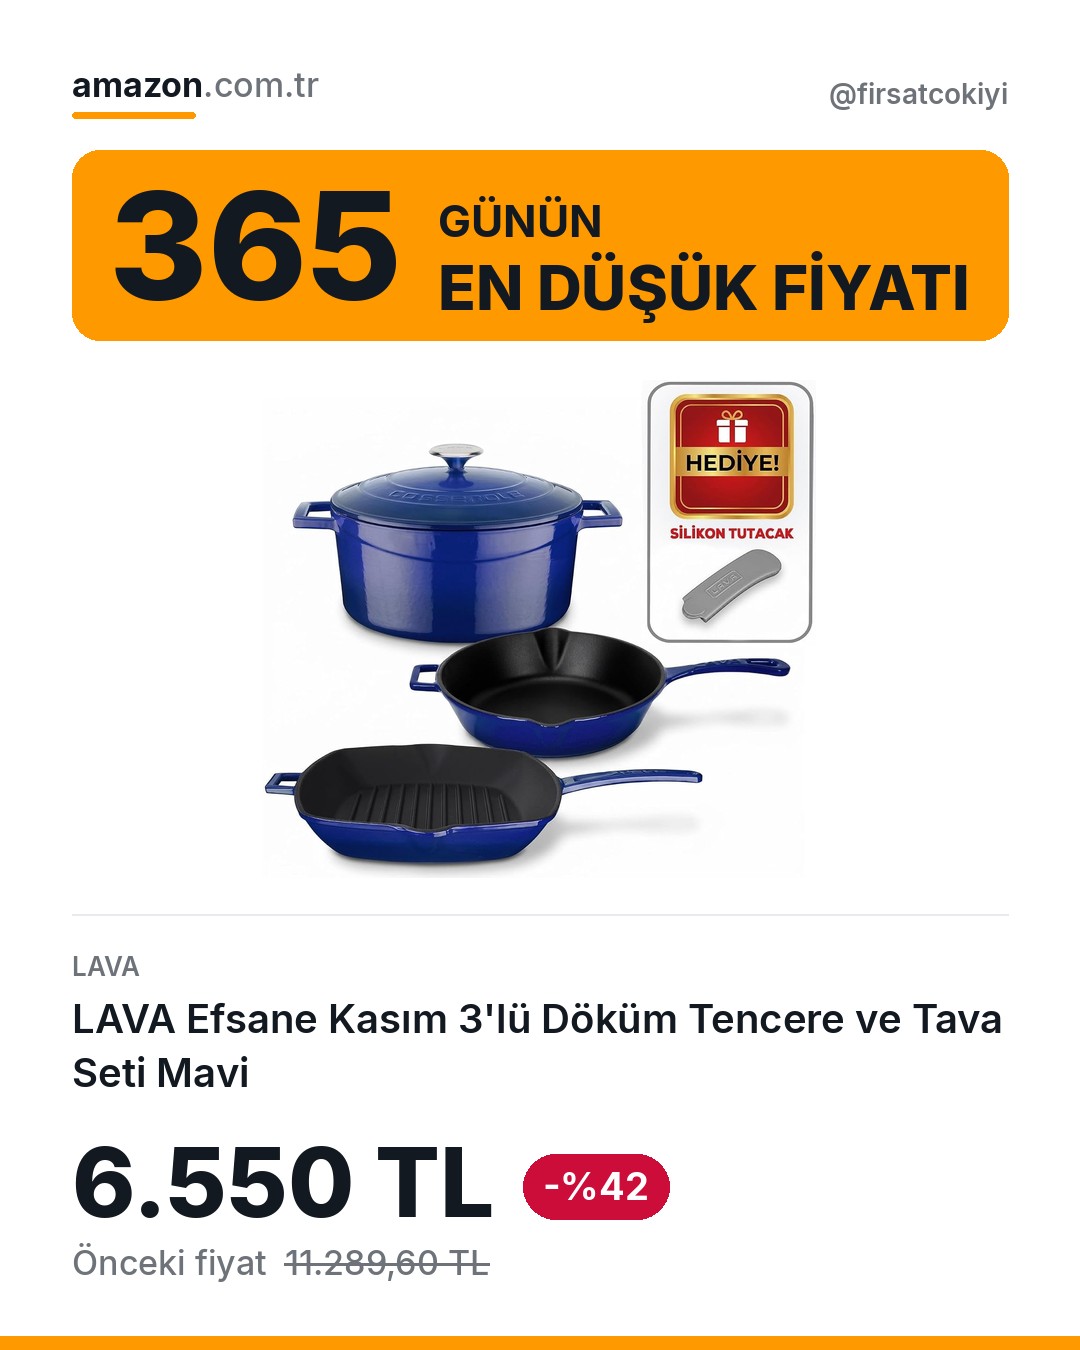 amazon.com.tr
@firsatcokiyi
365 GÜNÜN
EN DÜŞÜK FİYATI
HEDİYE!
SİLİKON TUTACAK
LAVA
LAVA
LAVA Efsane Kasım 3'lü Döküm Tencere ve Tava
Seti Mavi
6.550 TL -%42
Önceki fiyat 11.289,60 TL